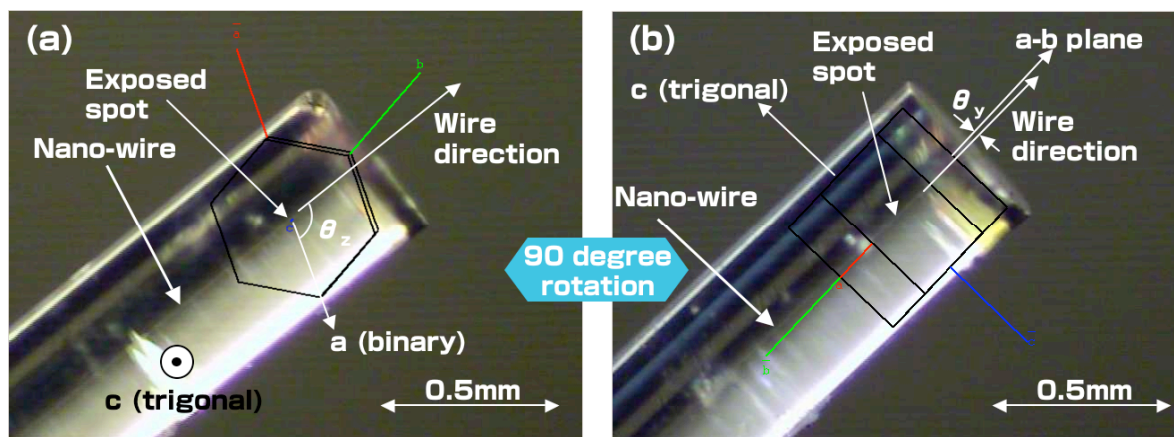 (a)
a
b
Exposed
spot
Nano-wire
Wire
direction
c
θz
a (binary)
c (trigonal)
0.5mm
90 degree
rotation
(b)
Exposed
spot
a-b plane
c (trigonal)
θy
Wire
direction
Nano-wire
b
0.5mm